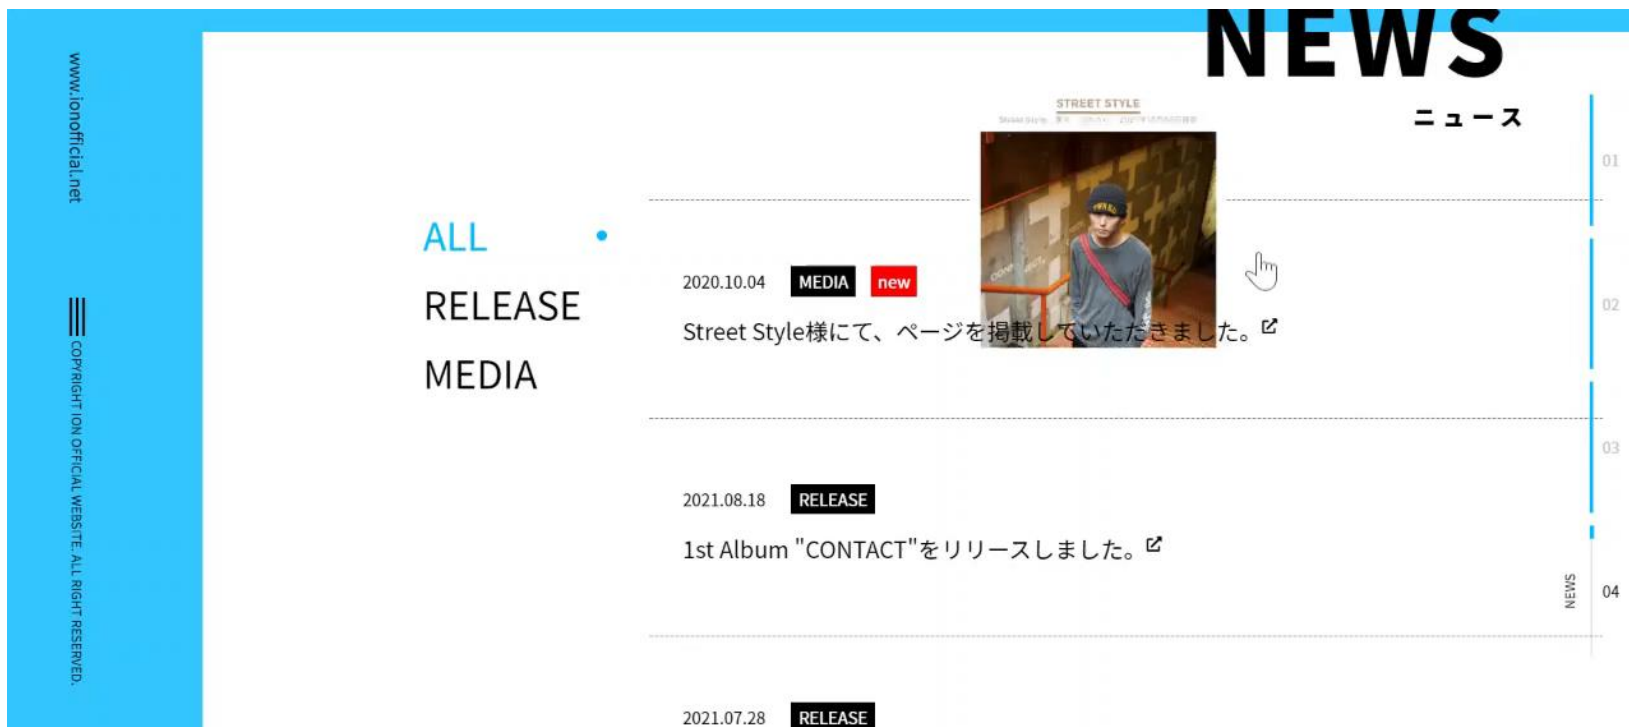 NEWS
ニュース
www.ionofficial.net
COPYRIGHT ION OFFICIAL WEBSITE. ALL RIGHT RESERVED.
ALL
RELEASE
MEDIA
STREET STYLE
2020.10.04 MEDIA new
Street Style様にて、ページを掲載していただきました。
2021.08.18 RELEASE
1st Album "CONTACT"をリリースしました。
2021.07.28 RELEASE
01
02
03
NEWS 04